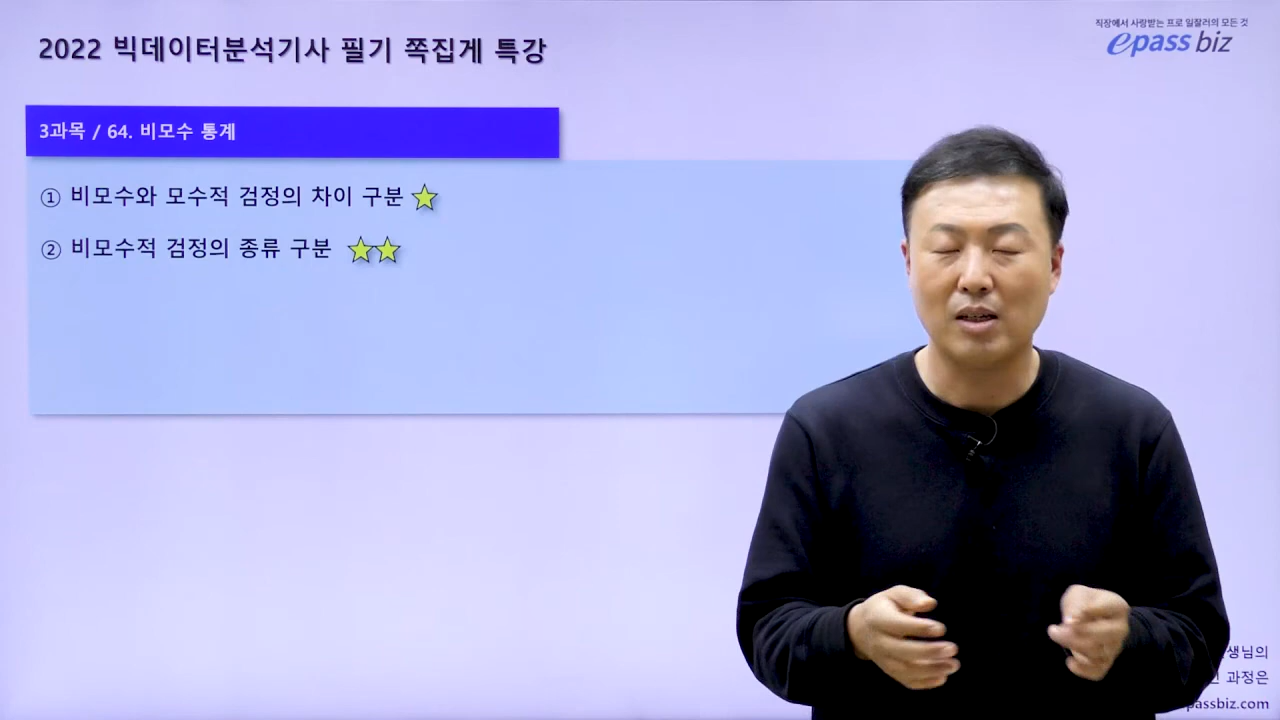 2022 빅데이터분석기사 필기 쪽집게 특강
직장에서 사랑받는 프로 일잘러의 모든 것
epass biz
3과목 / 64. 비모수 통계
① 비모수와 모수적 검정의 차이 구분
② 비모수적 검정의 종류 구분
과정은
passbiz.com